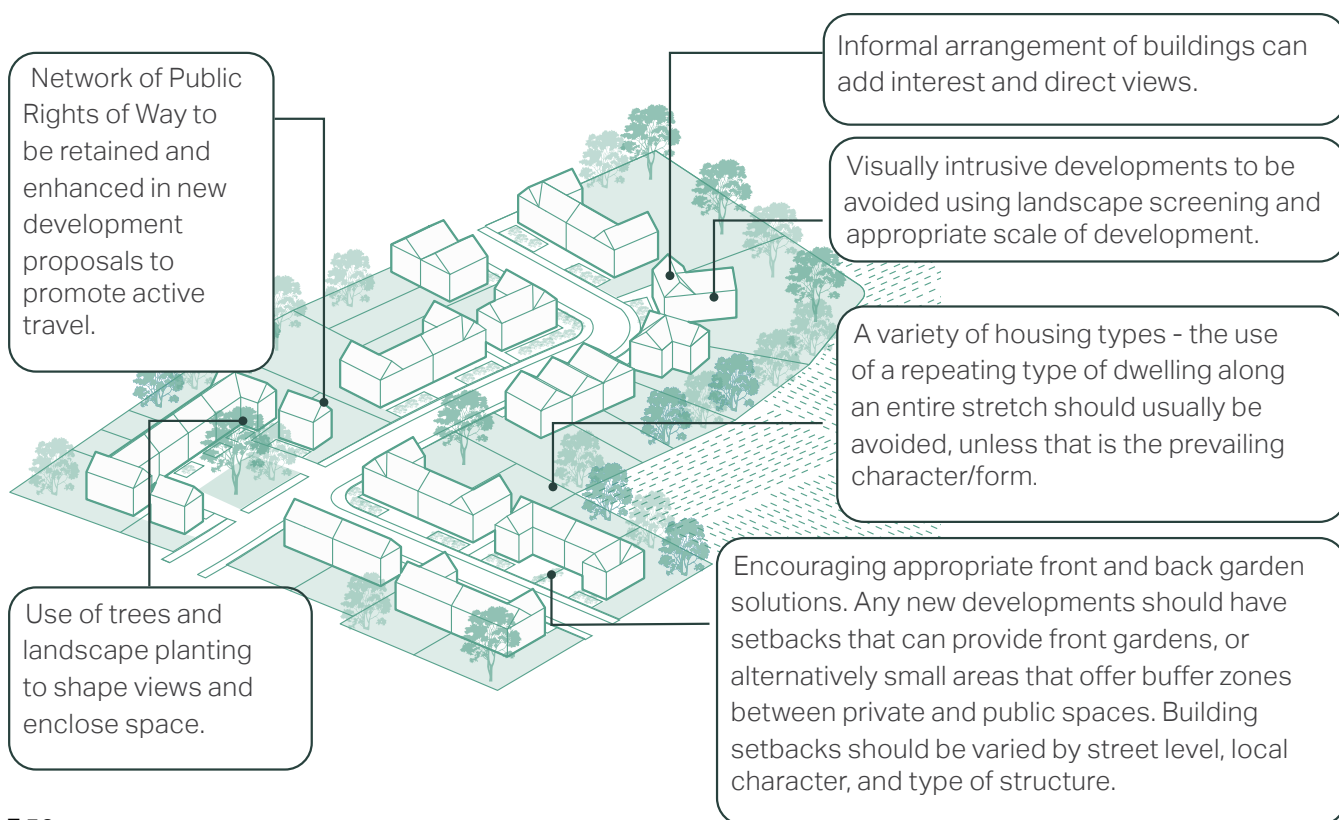 Network of Public
Rights of Way to
be retained and
enhanced in new
development
proposals to
promote active
travel.
Use of trees and
landscape planting
to shape views and
enclose space.
Informal arrangement of buildings can
add interest and direct views.
Visually intrusive developments to be
avoided using landscape screening and
appropriate scale of development.
A variety of housing types - the use
of a repeating type of dwelling along
an entire stretch should usually be
avoided, unless that is the prevailing
character/form.
Encouraging appropriate front and back garden
solutions. Any new developments should have
setbacks that can provide front gardens, or
alternatively small areas that offer buffer zones
between private and public spaces. Building
setbacks should be varied by street level, local
character, and type of structure.